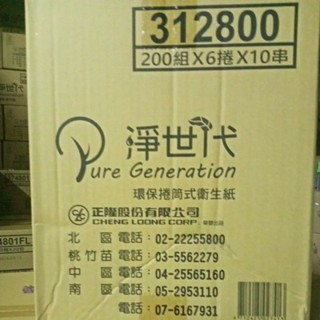 312800
200組X6捲X10串
淨世代
Pure Generation
環保捲筒式衛生紙
正隆股份有限公司
CHENG LOONG CORP.
北區電話：02-22255800
桃竹苗電話：03-5562279
中區電話：04-25565160
南區電話：05-2953110
電話：07-6167931